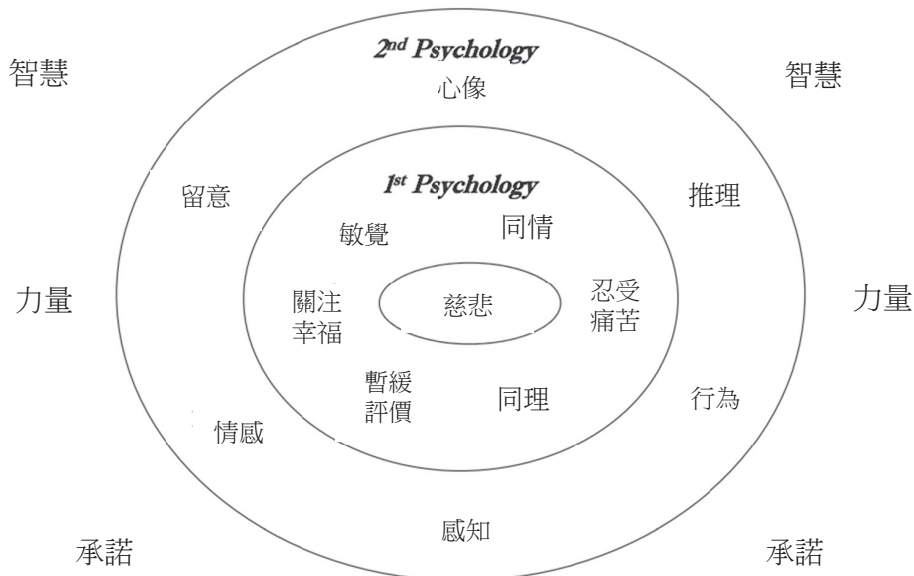 2nd Psychology
心像
智慧
智慧
1st Psychology
留意
推理
敏覺
同情
力量
關注
幸福
慈悲
忍受
痛苦
力量
暫緩
評價
同理
行為
情感
感知
承諾
承諾